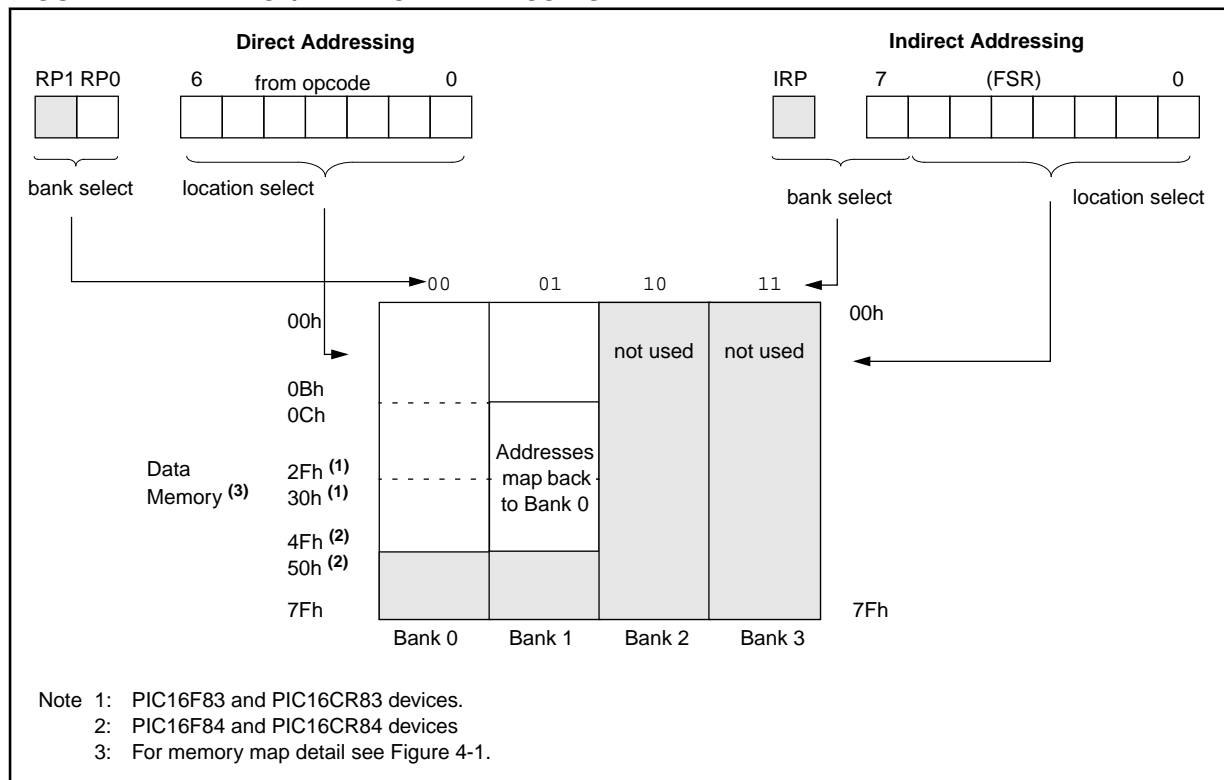 Direct Addressing
Indirect Addressing
RP1 RP0
6 from opcode 0
IRP
7 (FSR) 0
bank select
location select
bank select
location select
00 01 10 11
00h
00h
not used
not used
0Bh
0Ch
Addresses
map back
to Bank 0
Data
Memory (3)
2Fh (1)
30h (1)
4Fh (2)
50h (2)
7Fh
7Fh
Bank 0 Bank 1 Bank 2 Bank 3
Note 1: PIC16F83 and PIC16CR83 devices.
2: PIC16F84 and PIC16CR84 devices
3: For memory map detail see Figure 4-1.